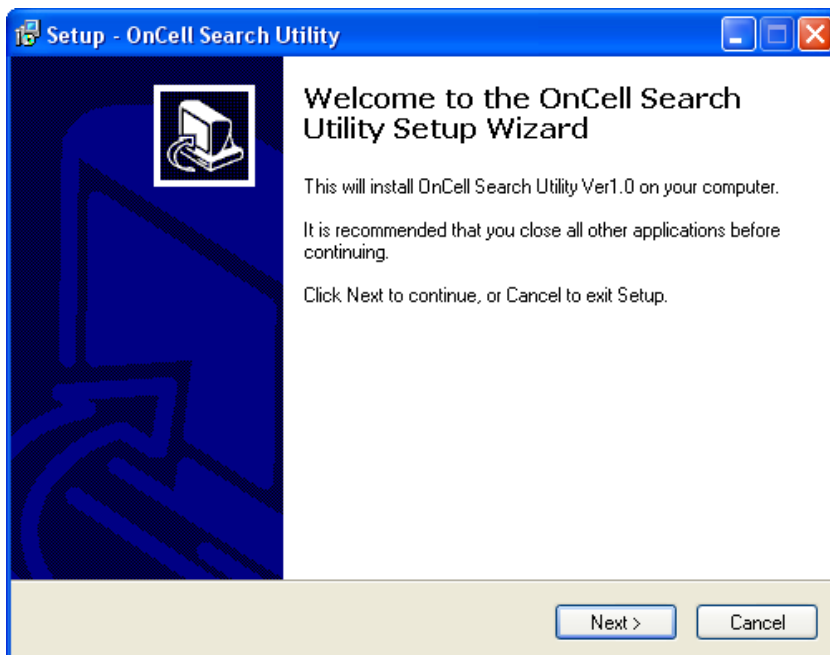 Setup - OnCell Search Utility
Welcome to the OnCell Search
Utility Setup Wizard
This will install OnCell Search Utility Ver1.0 on your computer.
It is recommended that you close all other applications before
continuing.
Click Next to continue, or Cancel to exit Setup.
Next >
Cancel